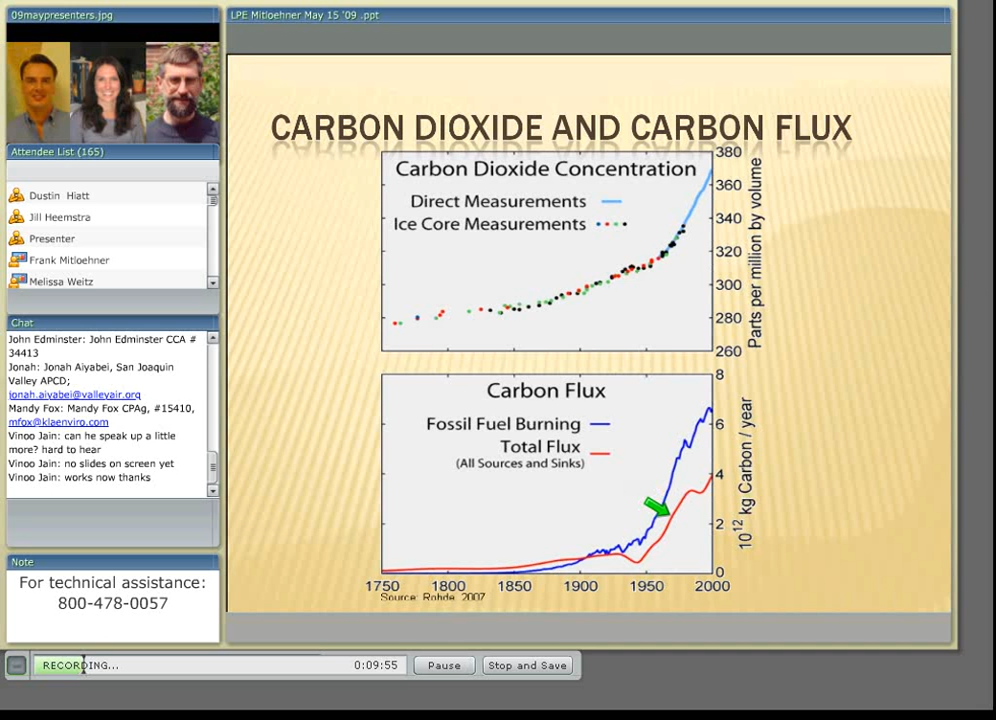 09maypresenters.jpg
LPE Mitloehner May 15 '09 .ppt
Attendee List (165)
Dustin Hiatt
Jill Heemstra
Presenter
Frank Mitloehner
Melissa Weitz
Chat
John Edminster: John Edminster CCA #
34413
Jonah: Jonah Aiyabei, San Joaquin
Valley APCD;
jonah.aiyabei@valleyair.org
Mandy Fox: Mandy Fox CPAg, #15410,
mfox@klaenviro.com
Vinoo Jain: can he speak up a little
more? hard to hear
Vinoo Jain: no slides on screen yet
Vinoo Jain: works now thanks
Note
For technical assistance:
800-478-0057
CARBON DIOXIDE AND CARBON FLUX
Carbon Dioxide Concentration
Direct Measurements
Ice Core Measurements
380
360
340
320
300
280
260
Parts per million by volume
Carbon Flux
Fossil Fuel Burning
Total Flux
(All Sources and Sinks)
8
6
4
2
0
10¹² kg Carbon / year
1750 1800 1850 1900 1950 2000
Source: Rohde, 2007
RECORDING...
0:09:55
Pause
Stop and Save